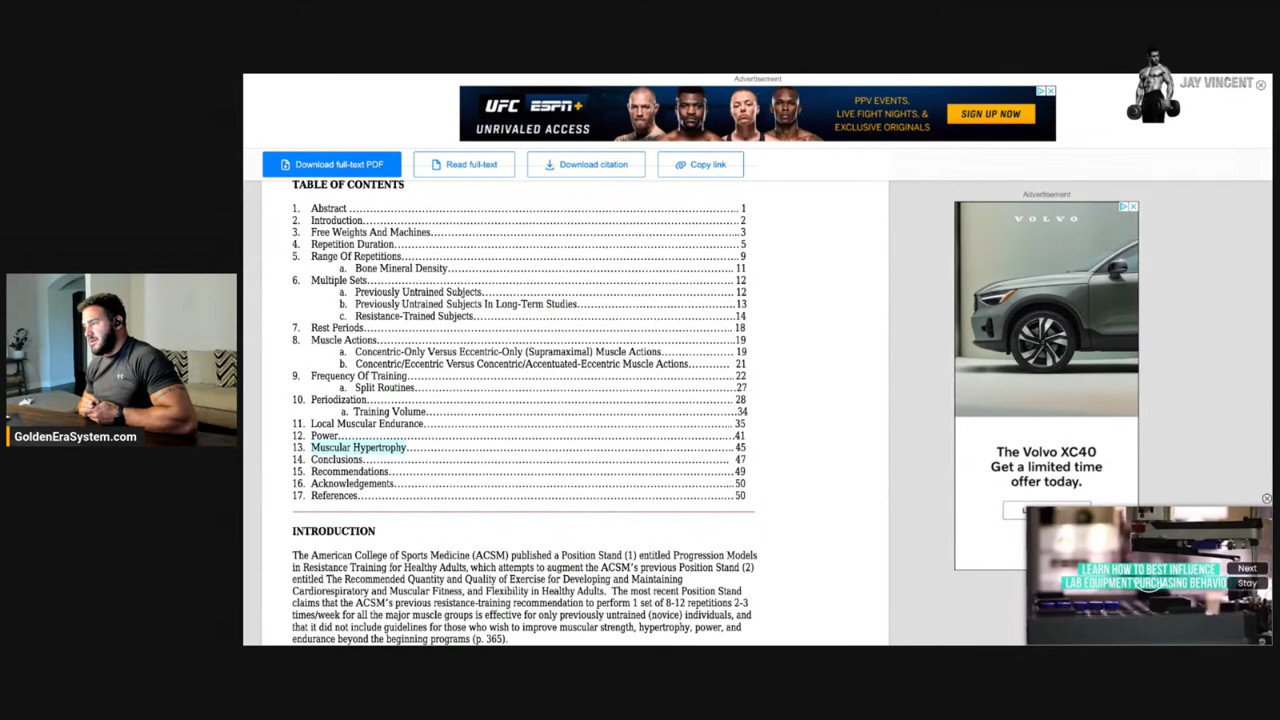 Advertisement
UFC ESPN+
UNRIVALED ACCESS
PPV EVENTS,
LIVE FIGHT NIGHTS, &
EXCLUSIVE ORIGINALS
SIGN UP NOW
JAY VINCENT
Download full-text PDF
Read full-text
Download citation
Copy link
TABLE OF CONTENTS
1. Abstract 1
2. Introduction 2
3. Free Weights And Machines 3
4. Repetition Duration 5
5. Range Of Repetitions 9
a. Bone Mineral Density 11
6. Multiple Sets 12
a. Previously Untrained Subjects 12
b. Previously Untrained Subjects In Long-Term Studies 13
c. Resistance-Trained Subjects 14
7. Rest Periods 18
8. Muscle Actions 19
a. Concentric-Only Versus Eccentric-Only (Supramaximal) Muscle Actions 19
b. Concentric/Eccentric Versus Concentric/Accentuated-Eccentric Muscle Actions 21
9. Frequency Of Training 22
a. Split Routines 27
10. Periodization 28
a. Training Volume 34
11. Local Muscular Endurance 35
12. Power 41
13. Muscular Hypertrophy 45
14. Conclusions 47
15. Recommendations 49
16. Acknowledgements 50
17. References 50
INTRODUCTION
The American College of Sports Medicine (ACSM) published a Position Stand (1) entitled Progression Models
in Resistance Training for Healthy Adults, which attempts to augment the ACSM's previous Position Stand (2)
entitled The Recommended Quantity and Quality of Exercise for Developing and Maintaining
Cardiorespiratory and Muscular Fitness, and Flexibility in Healthy Adults. The most recent Position Stand
claims that the ACSM's previous resistance-training recommendation to perform 1 set of 8-12 repetitions 2-3
times/week for all the major muscle groups is effective for only previously untrained (novice) individuals, and
that it did not include guidelines for those who wish to improve muscular strength, hypertrophy, power, and
endurance beyond the beginning programs (p. 365).
Advertisement
VOLVO
The Volvo XC40
Get a limited time
offer today.
LEARN HOW TO BEST INFLUENCE
LAB EQUIPMENT PURCHASING BEHAVIO
Next
Stay
GoldenEraSystem.com